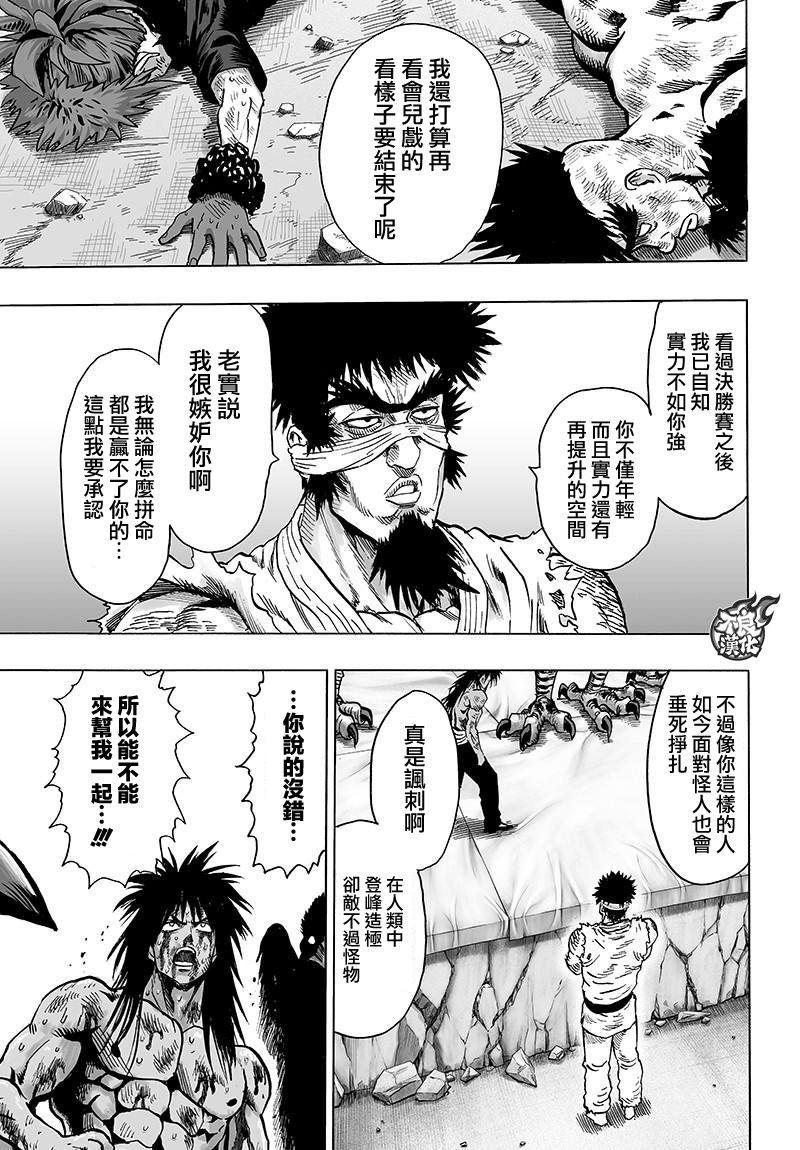 我還打算再
看會兒戲的
看樣子要結束了呢
看過決勝賽之後
我已自知
實力不如你強
你不僅年輕
而且實力還有
再提升的空間
老實說
我很嫉妒你啊
我無論怎麼拼命
都是贏不了你的…
這點我要承認
不過像你這樣的人
如今面對怪人也會
垂死掙扎
真是諷刺啊
在人類中
登峰造極
卻敵不過怪物
…你說的沒錯…
所以能不能
來幫我一起…!!!
狼漢化